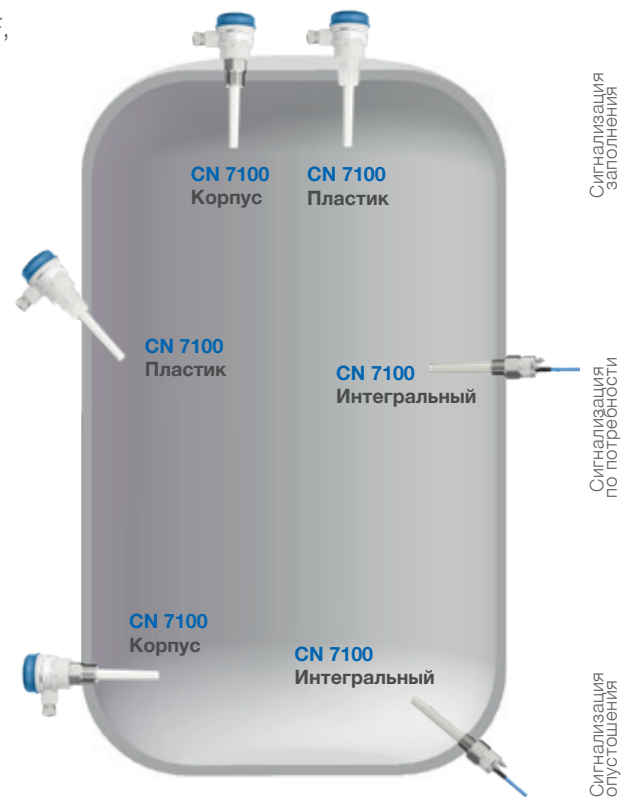 CN 7100
Корпус
CN 7100
Пластик
Сигнализация
заполнения
CN 7100
Пластик
CN 7100
Интегральный
Сигнализация
по потребности
CN 7100
Корпус
CN 7100
Интегральный
Сигнализация
опустошения